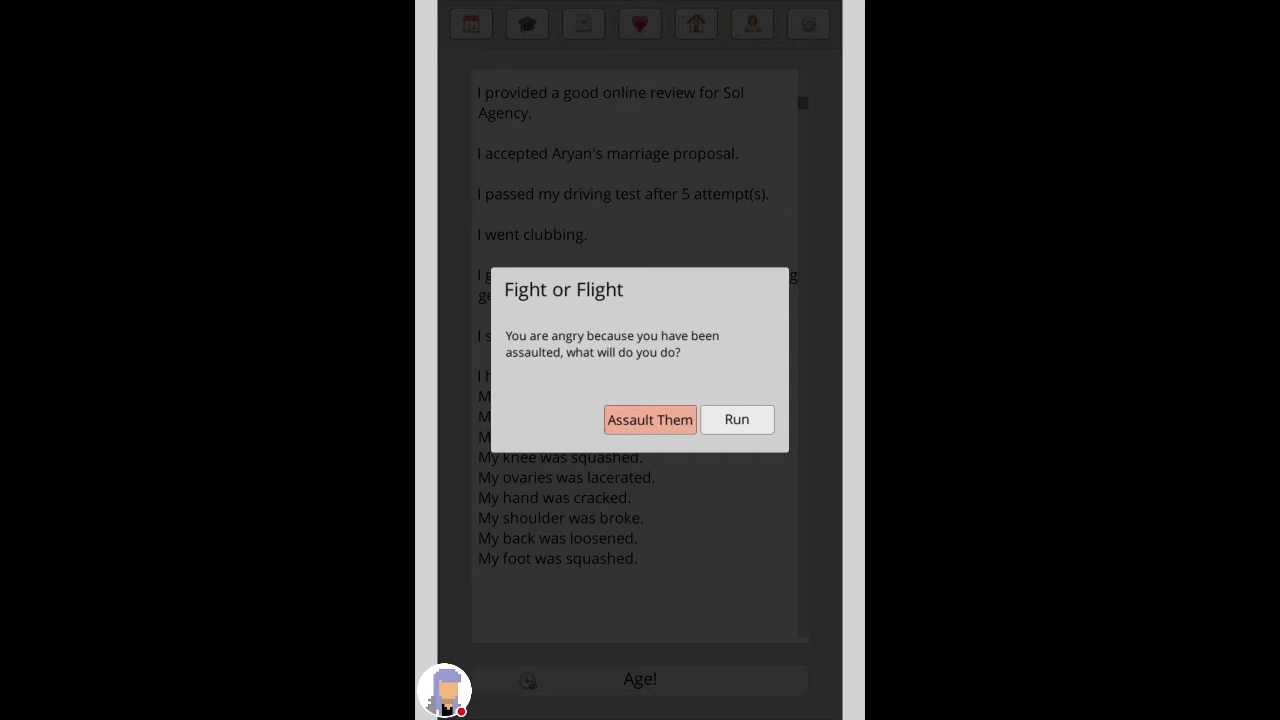 I provided a good online review for Sol
Agency.
I accepted Aryan's marriage proposal.
I passed my driving test after 5 attempt(s).
I went clubbing.
I
Fight or Flight
You are angry because you have been
assaulted, what will do you do?
Assault Them
Run
My knee was squashed.
My ovaries was lacerated.
My hand was cracked.
My shoulder was broke.
My back was loosened.
My foot was squashed.
Age!